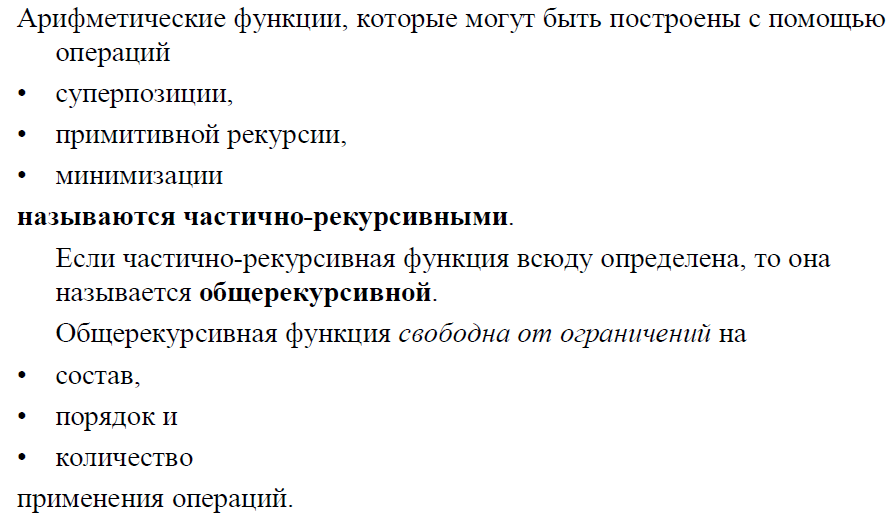 Арифметические функции, которые могут быть построены с помощью
операций
• суперпозиции,
• примитивной рекурсии,
• минимизации
называются частично-рекурсивными.
Если частично-рекурсивная функция всюду определена, то она
называется общерекурсивной.
Общерекурсивная функция свободна от ограничений на
• состав,
• порядок и
• количество
применения операций.